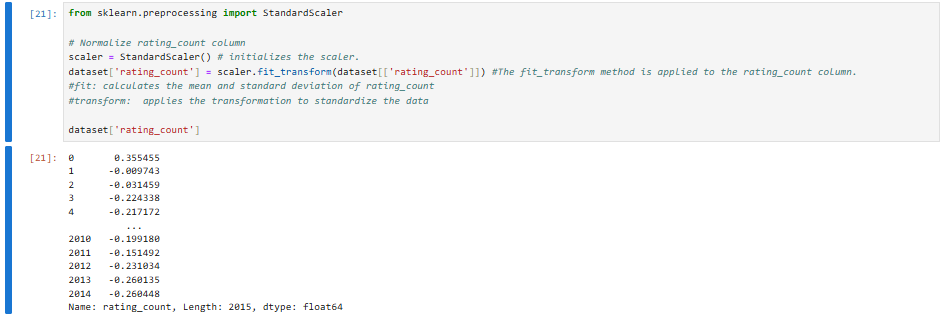 [21]: from sklearn.preprocessing import StandardScaler
# Normalize rating_count column
scaler = StandardScaler() # initializes the scaler.
dataset['rating_count'] = scaler.fit_transform(dataset[['rating_count']]) #The fit_transform method is applied to the rating_count column.
#fit: calculates the mean and standard deviation of rating_count
#transform:  applies the transformation to standardize the data
dataset['rating_count']
[21]: 0       0.355455
1      -0.009743
2      -0.031459
3      -0.224338
4      -0.217172
...
2010   -0.199180
2011   -0.151492
2012   -0.231034
2013   -0.260135
2014   -0.260448
Name: rating_count, Length: 2015, dtype: float64